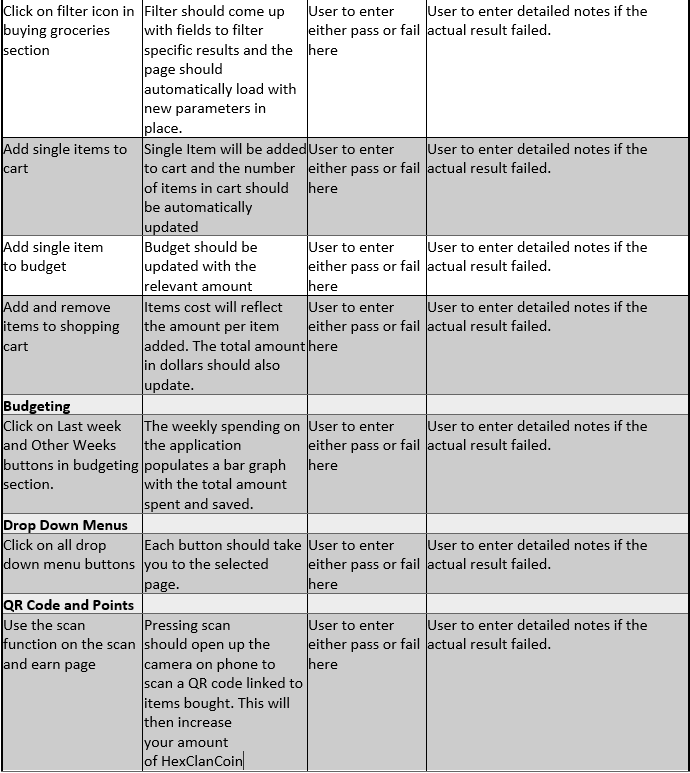 Click on filter icon in
buying groceries
section
Filter should come up
with fields to filter
specific results and the
page should
automatically load with
new parameters in
place.
User to enter
either pass or fail
here
User to enter detailed notes if the
actual result failed.
Add single items to
cart
Single Item will be added
to cart and the number
of items in cart should
be automatically
updated
User to enter
either pass or fail
here
User to enter detailed notes if the
actual result failed.
Add single item
to budget
Budget should be
updated with the
relevant amount
User to enter
either pass or fail
here
User to enter detailed notes if the
actual result failed.
Add and remove
items to shopping
cart
Items cost will reflect
the amount per item
added. The total amount
in dollars should also
update.
User to enter
either pass or fail
here
User to enter detailed notes if the
actual result failed.
Budgeting
Click on Last week
and Other Weeks
buttons in budgeting
section.
The weekly spending on
the application
populates a bar graph
with the total amount
spent and saved.
User to enter
either pass or fail
here
User to enter detailed notes if the
actual result failed.
Drop Down Menus
Click on all drop
down menu buttons
Each button should take
you to the selected
page.
User to enter
either pass or fail
here
User to enter detailed notes if the
actual result failed.
QR Code and Points
Use the scan
function on the scan
and earn page
Pressing scan
should open up the
camera on phone to
scan a QR code linked to
items bought. This will
then increase
your amount
of HexClanCoin
User to enter
either pass or fail
here
User to enter detailed notes if the
actual result failed.